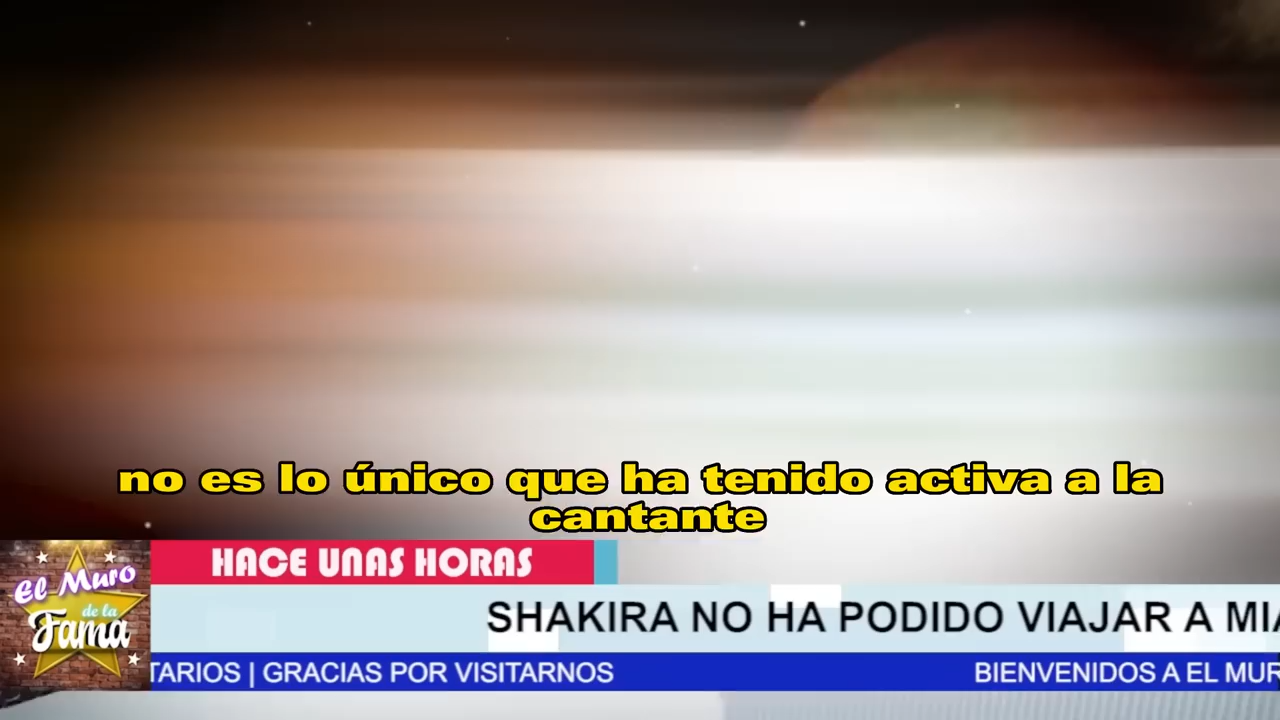 no es lo único que ha tenido activa a la
cantante
HACE UNAS HORAS
El Muro
de la
Fama
SHAKIRA NO HA PODIDO VIAJAR A MIA
TARIOS | GRACIAS POR VISITARNOS
BIENVENIDOS A EL MUR